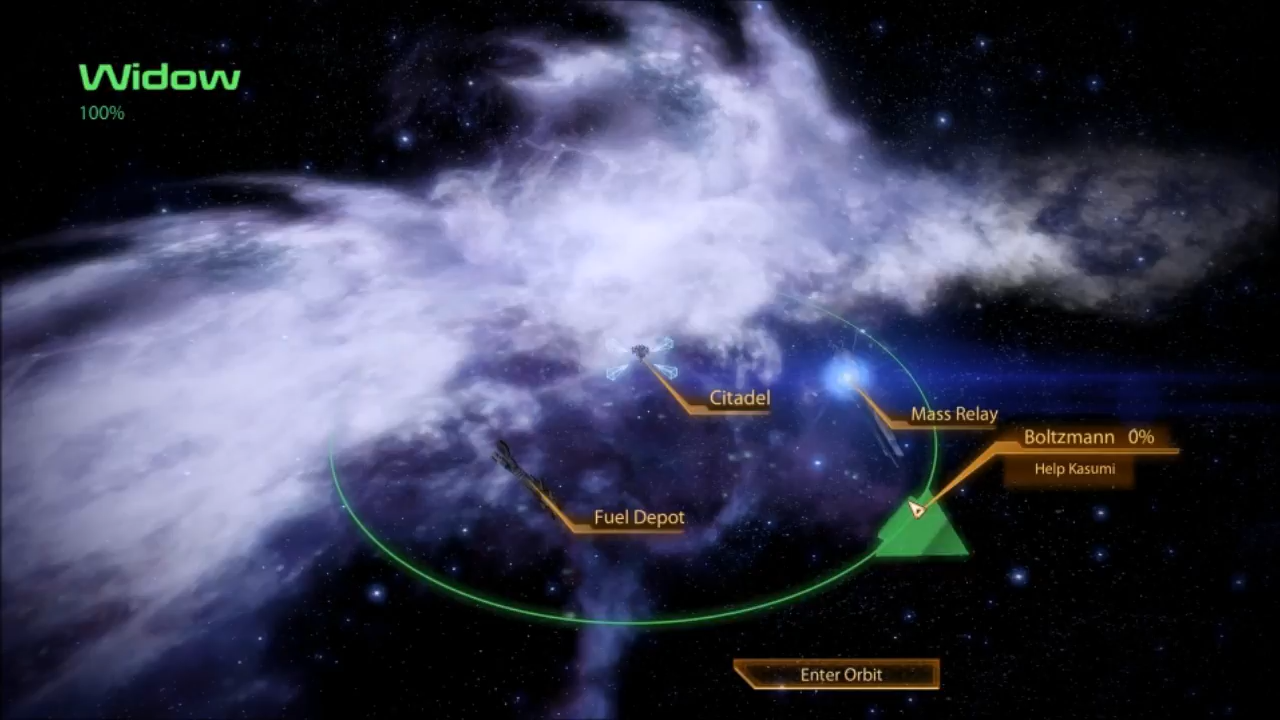 Widow
100%
Citadel
Mass Relay
Boltzmann 0%
Help Kasumi
Fuel Depot
Enter Orbit